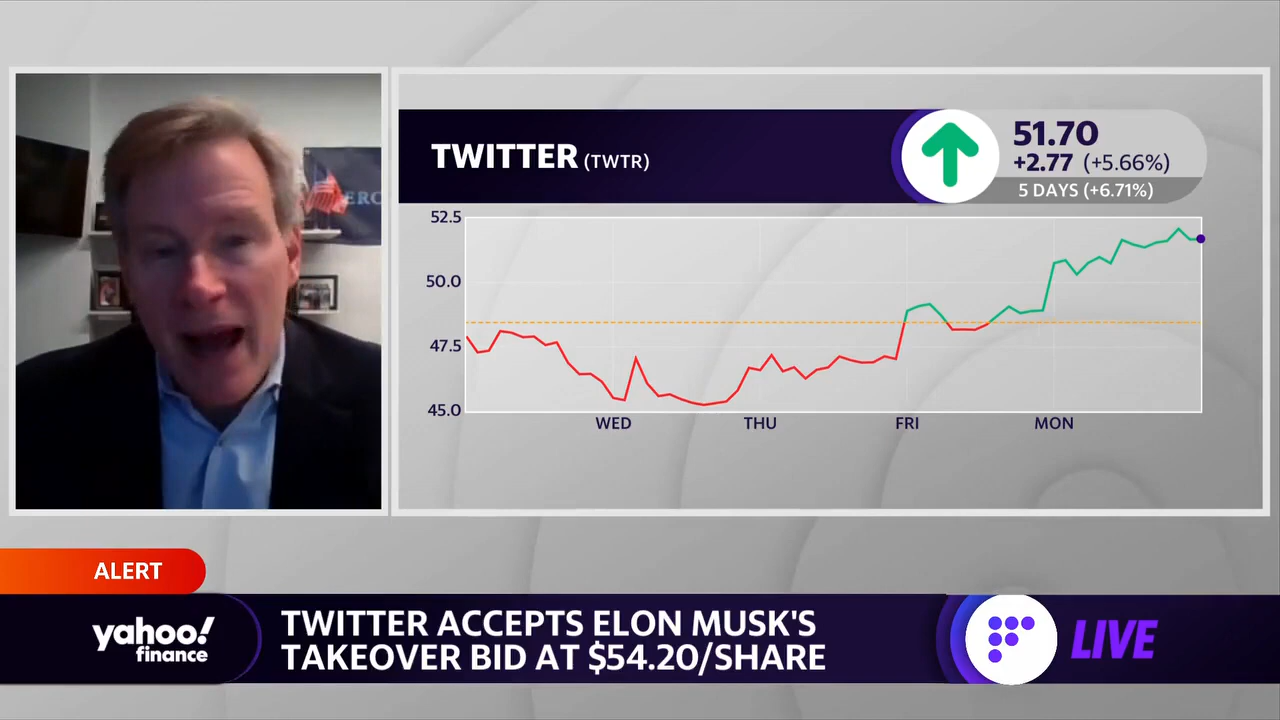 ERC
TWITTER (TWTR)
51.70
+2.77 (+5.66%)
5 DAYS (+6.71%)
52.5
50.0
47.5
45.0
WED THU FRI MON
ALERT
yahoo!
finance
TWITTER ACCEPTS ELON MUSK'S
TAKEOVER BID AT $54.20/SHARE
LIVE